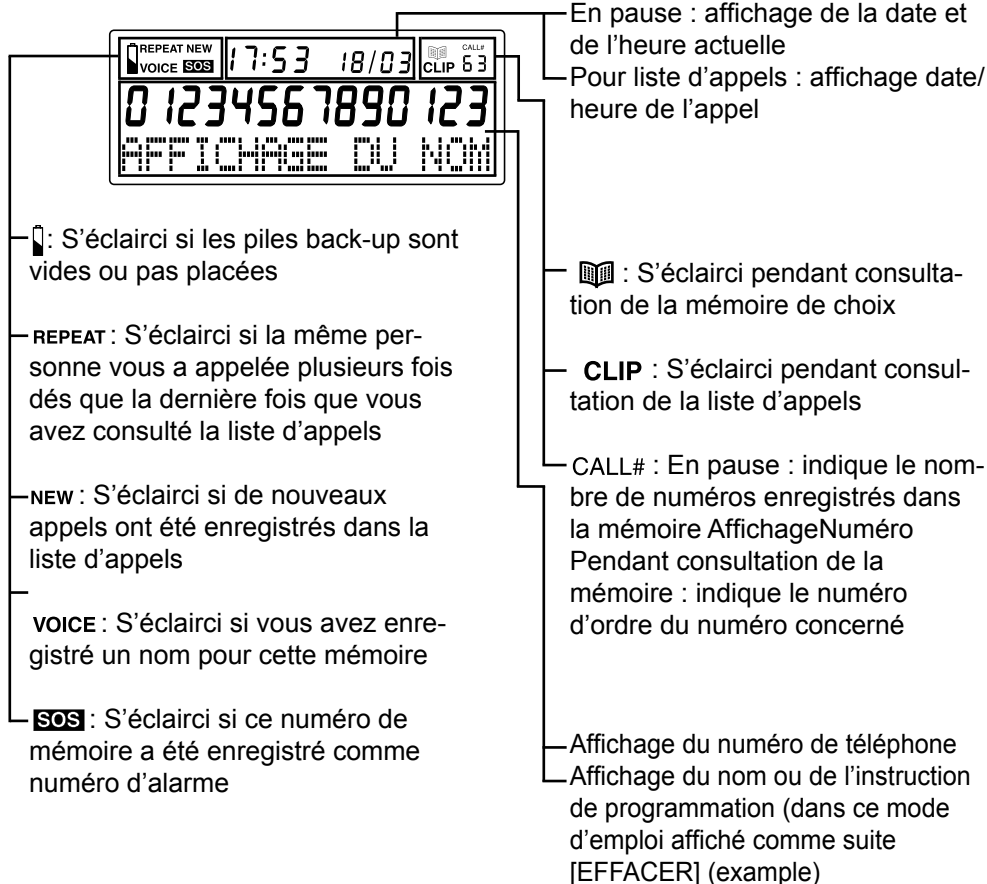 REPEAT NEW
VOICE SOS
17:53 18/03
CLIP
CALL#
63
01234567890123
AFFICHAGE DU NOM
En pause : affichage de la date et
de l’heure actuelle
Pour liste d’appels : affichage date/
heure de l’appel
: S’éclairci si les piles back-up sont
vides ou pas placées
REPEAT : S’éclairci si la même per-
sonne vous a appelée plusieurs fois
dés que la dernière fois que vous
avez consulté la liste d’appels
NEW : S’éclairci si de nouveaux
appels ont été enregistrés dans la
liste d’appels
VOICE : S’éclairci si vous avez enre-
gistré un nom pour cette mémoire
SOS : S’éclairci si ce numéro de
mémoire a été enregistré comme
numéro d’alarme
: S’éclairci pendant consulta-
tion de la mémoire de choix
CLIP : S’éclairci pendant consul-
tation de la liste d’appels
CALL# : En pause : indique le nom-
bre de numéros enregistrés dans
la mémoire AffichageNuméro
Pendant consultation de la
mémoire : indique le numéro
d’ordre du numéro concerné
Affichage du numéro de téléphone
Affichage du nom ou de l’instruction
de programmation (dans ce mode
d’emploi affiché comme suite
[EFFACER] (example)